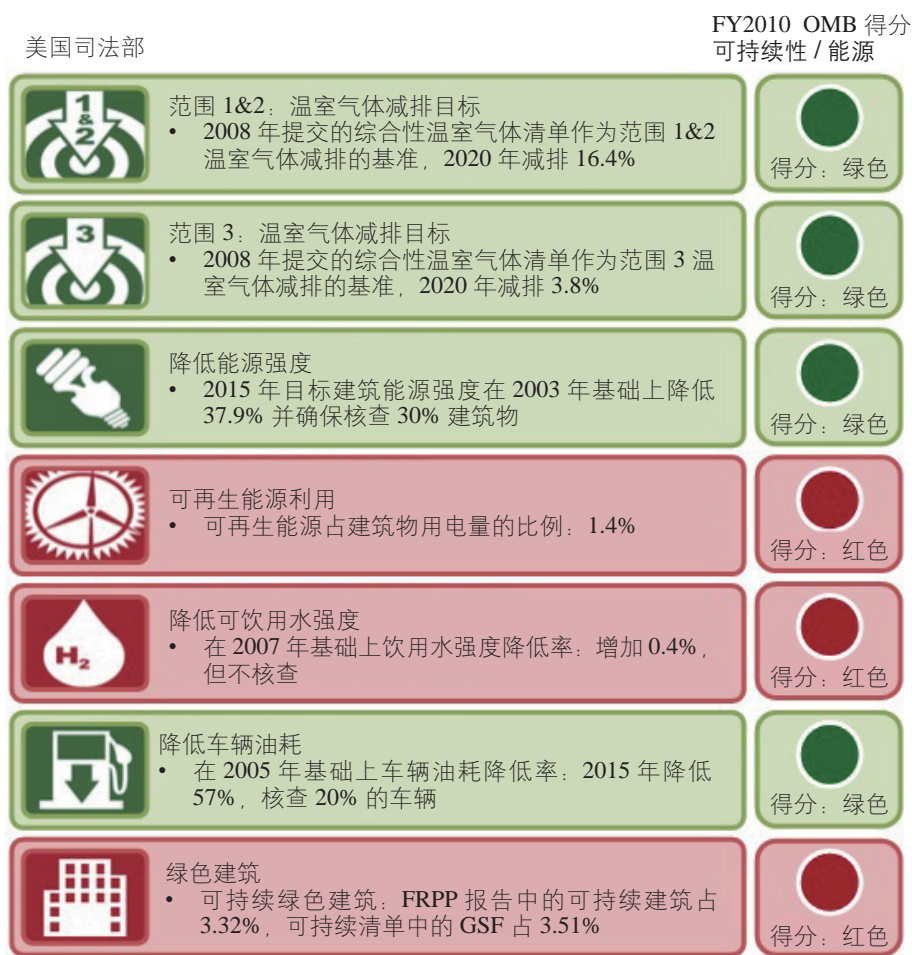 美国司法部
FY2010 OMB 得分
可持续性 / 能源
1
&
2
范围 1&2：温室气体减排目标
• 2008 年提交的综合性温室气体清单作为范围 1&2
温室气体减排的基准，2020 年减排 16.4%
得分：绿色
3
范围 3：温室气体减排目标
• 2008 年提交的综合性温室气体清单作为范围 3 温
室气体减排的基准，2020 年减排 3.8%
得分：绿色
降低能源强度
• 2015 年目标建筑能源强度在 2003 年基础上降低
37.9% 并确保核查 30% 建筑物
得分：绿色
可再生能源利用
• 可再生能源占建筑物用电量的比例：1.4%
得分：红色
H₂
降低可饮用水强度
• 在 2007 年基础上饮用水强度降低率：增加 0.4%，
但不核查
得分：红色
降低车辆油耗
• 在 2005 年基础上车辆油耗降低率：2015 年降低
57%，核查 20% 的车辆
得分：绿色
绿色建筑
• 可持续绿色建筑：FRPP 报告中的可持续建筑占
3.32%，可持续清单中的 GSF 占 3.51%
得分：红色